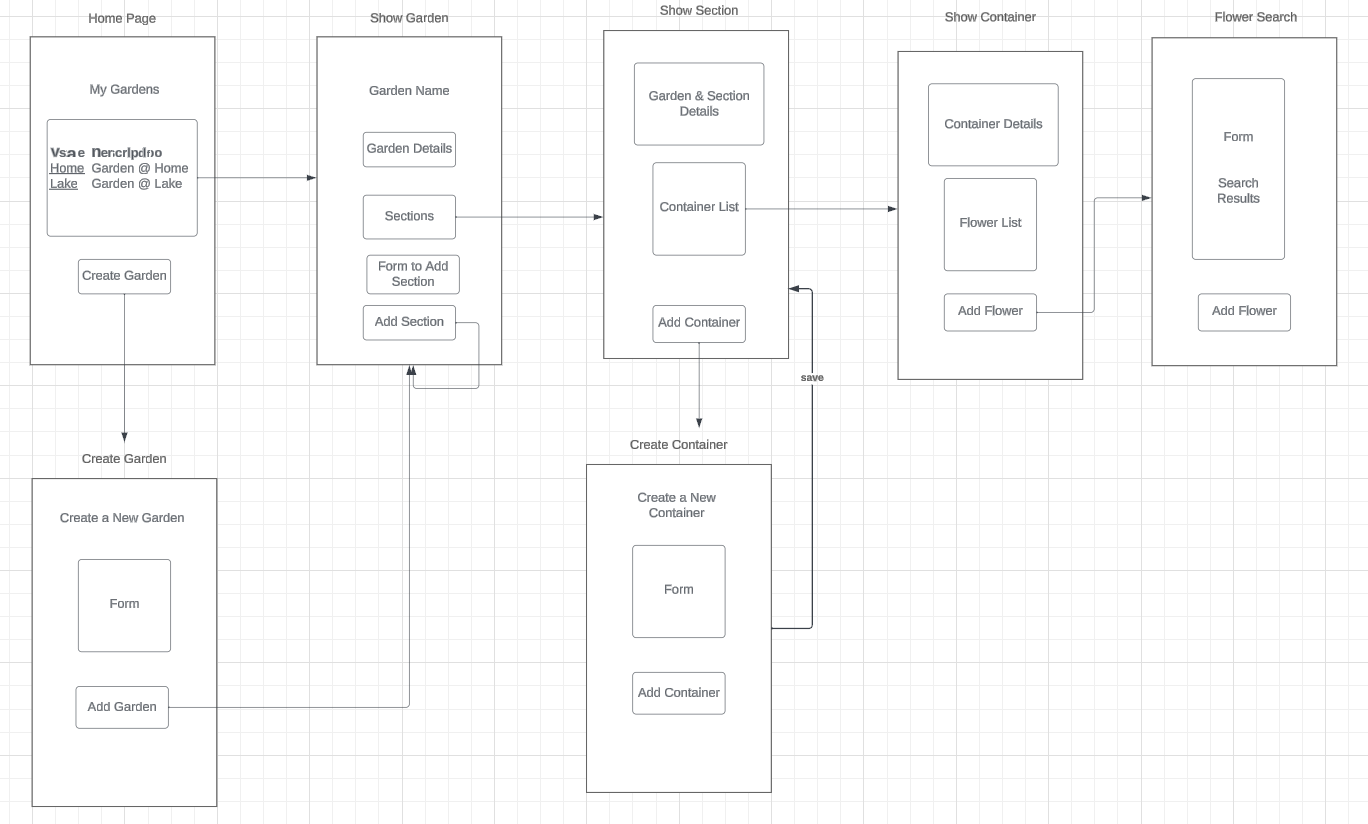 Home Page
My Gardens
Home Garden @ Home
Lake Garden @ Lake
Create Garden
Show Garden
Garden Name
Garden Details
Sections
Form to Add
Section
Add Section
Show Section
Garden & Section
Details
Container List
Add Container
save
Show Container
Container Details
Flower List
Add Flower
Flower Search
Form
Search
Results
Add Flower
Create Garden
Create a New Garden
Form
Add Garden
Create Container
Create a New
Container
Form
Add Container